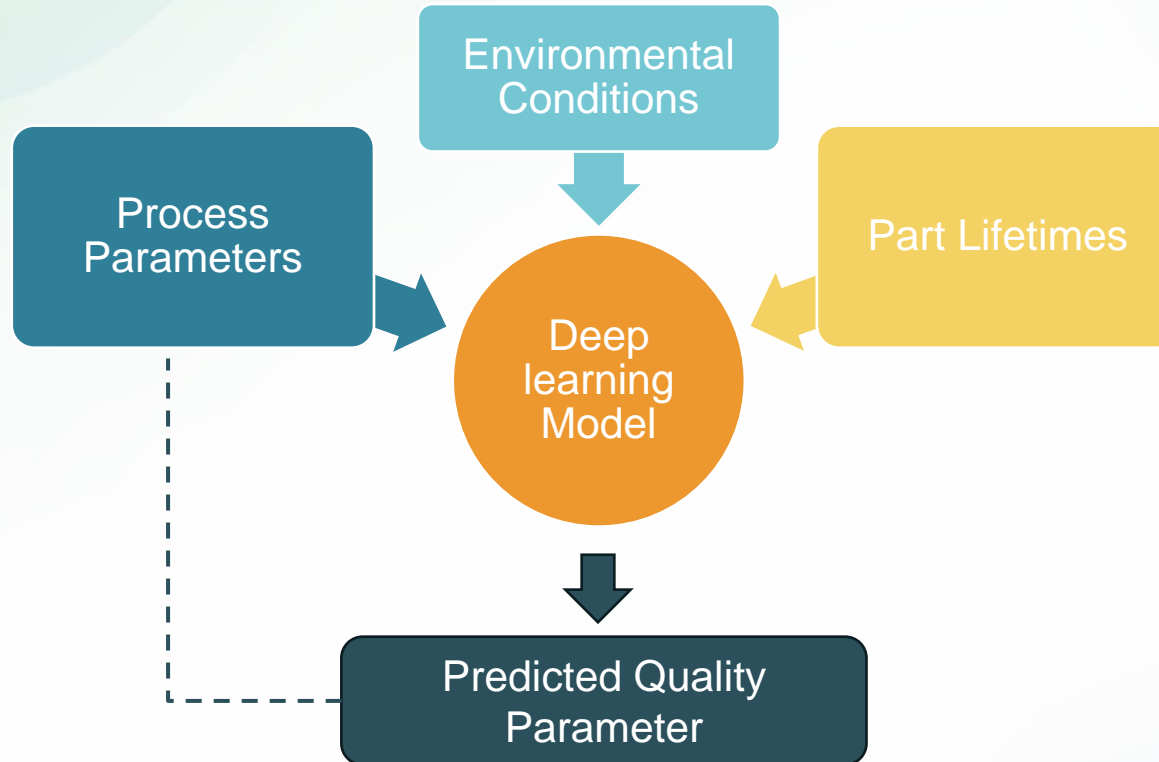 Environmental
Conditions
Process
Parameters
Part Lifetimes
Deep
learning
Model
Predicted Quality
Parameter